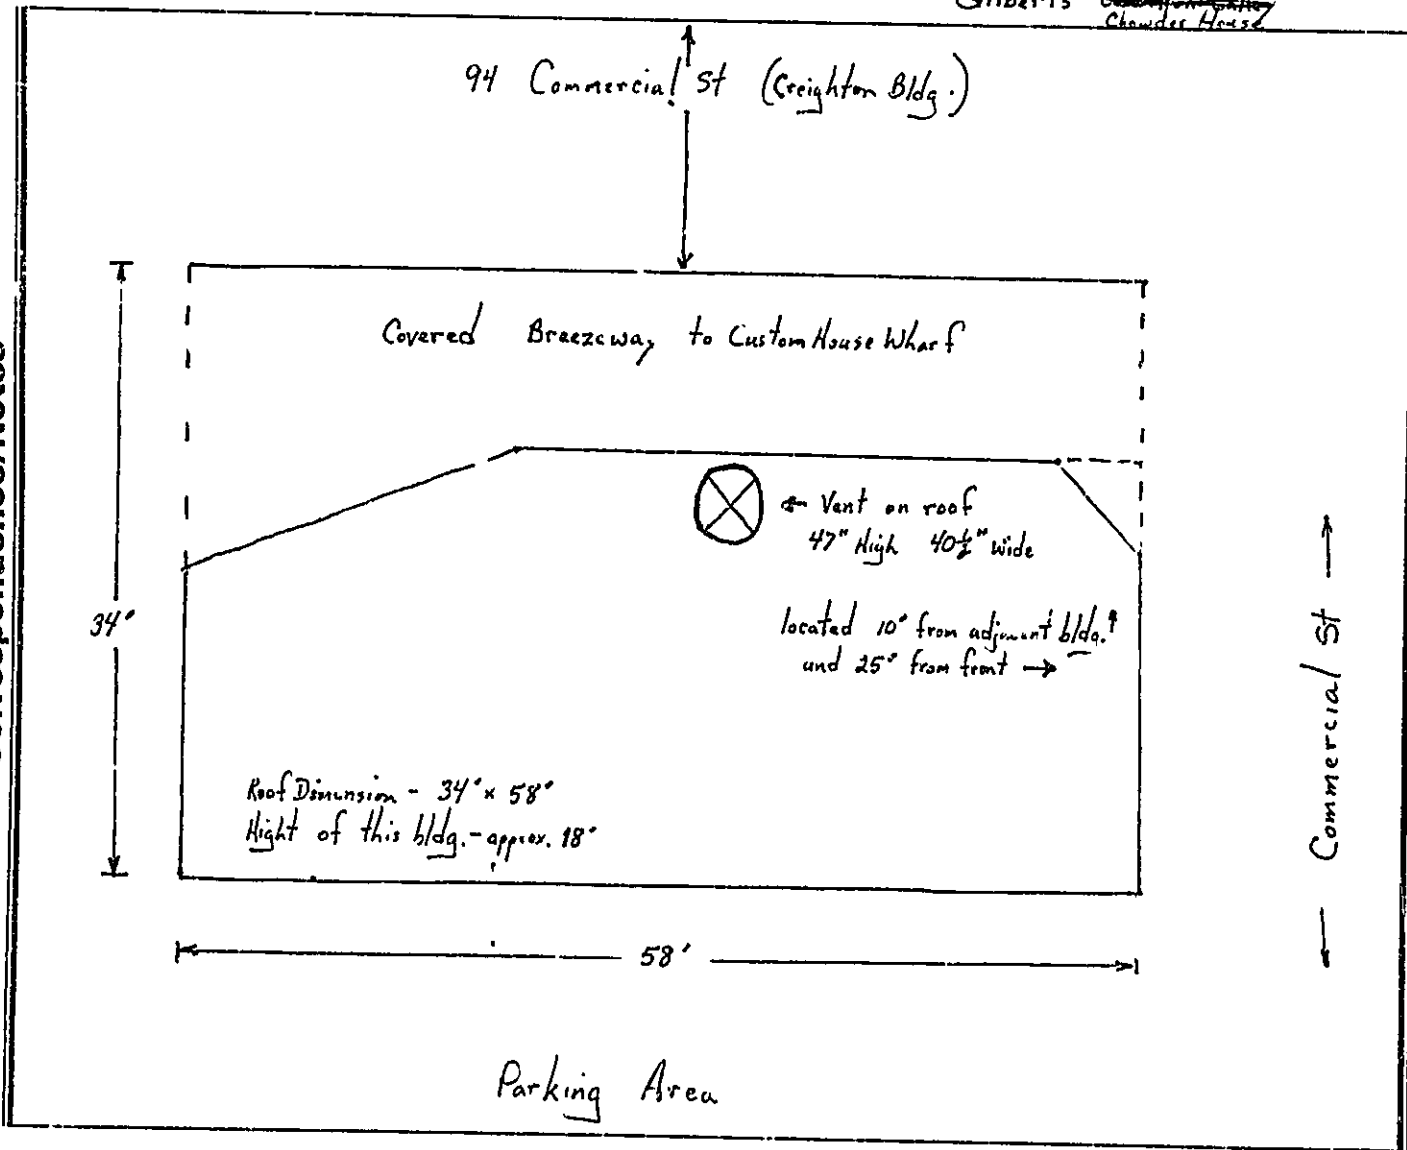 Gilberts
Chowder House
94 Commercial St (Creighton Bldg.)
Covered Breezeway to Custom House Wharf
← Vent on roof
47" High 40½" wide
located 10' from adjacent bldg. ↑
and 25' from front →
34'
Roof Dimension - 34' x 58'
Hight of this bldg. - approx. 18'
58'
← Commercial St →
Parking Area